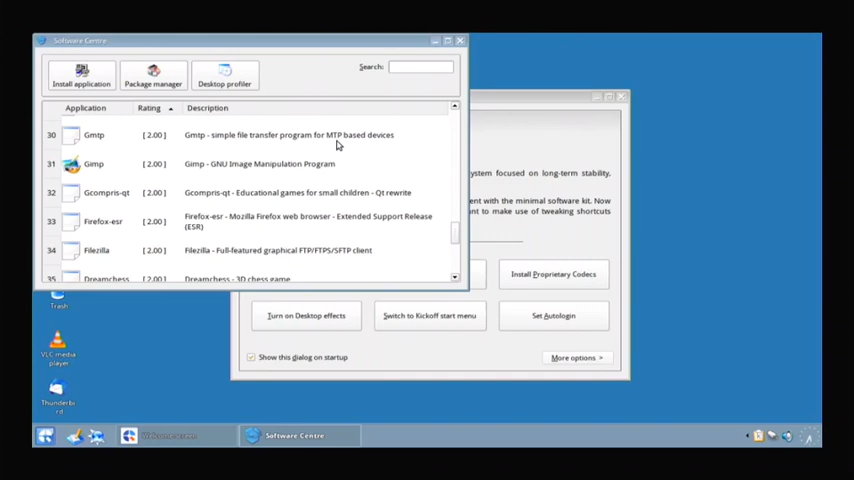 Software Centre
Install application
Package manager
Desktop profiler
Search:
Application Rating Description
30 Gmtp [ 2.00] Gmtp - simple file transfer program for MTP based devices
31 Gimp [ 2.00] Gimp - GNU Image Manipulation Program
32 Gcompris-qt [ 2.00] Gcompris-qt - Educational games for small children - Qt rewrite
33 Firefox-esr [ 2.00] Firefox-esr - Mozilla Firefox web browser - Extended Support Release
(ESR)
34 Filezilla [ 2.00] Filezilla - Full-featured graphical FTP/FTPS/SFTP client
35 Dreamchess [ 2.00] Dreamchess - 3D chess game
system focused on long-term stability,
ent with the minimal software kit. Now
nt to make use of tweaking shortcuts
Install Proprietary Codecs
Turn on Desktop effects
Switch to Kickoff start menu
Set Autologin
Show this dialog on startup
More options >
Trash
VLC media
player
Thunderbi
rd
Welcome screen
Software Centre